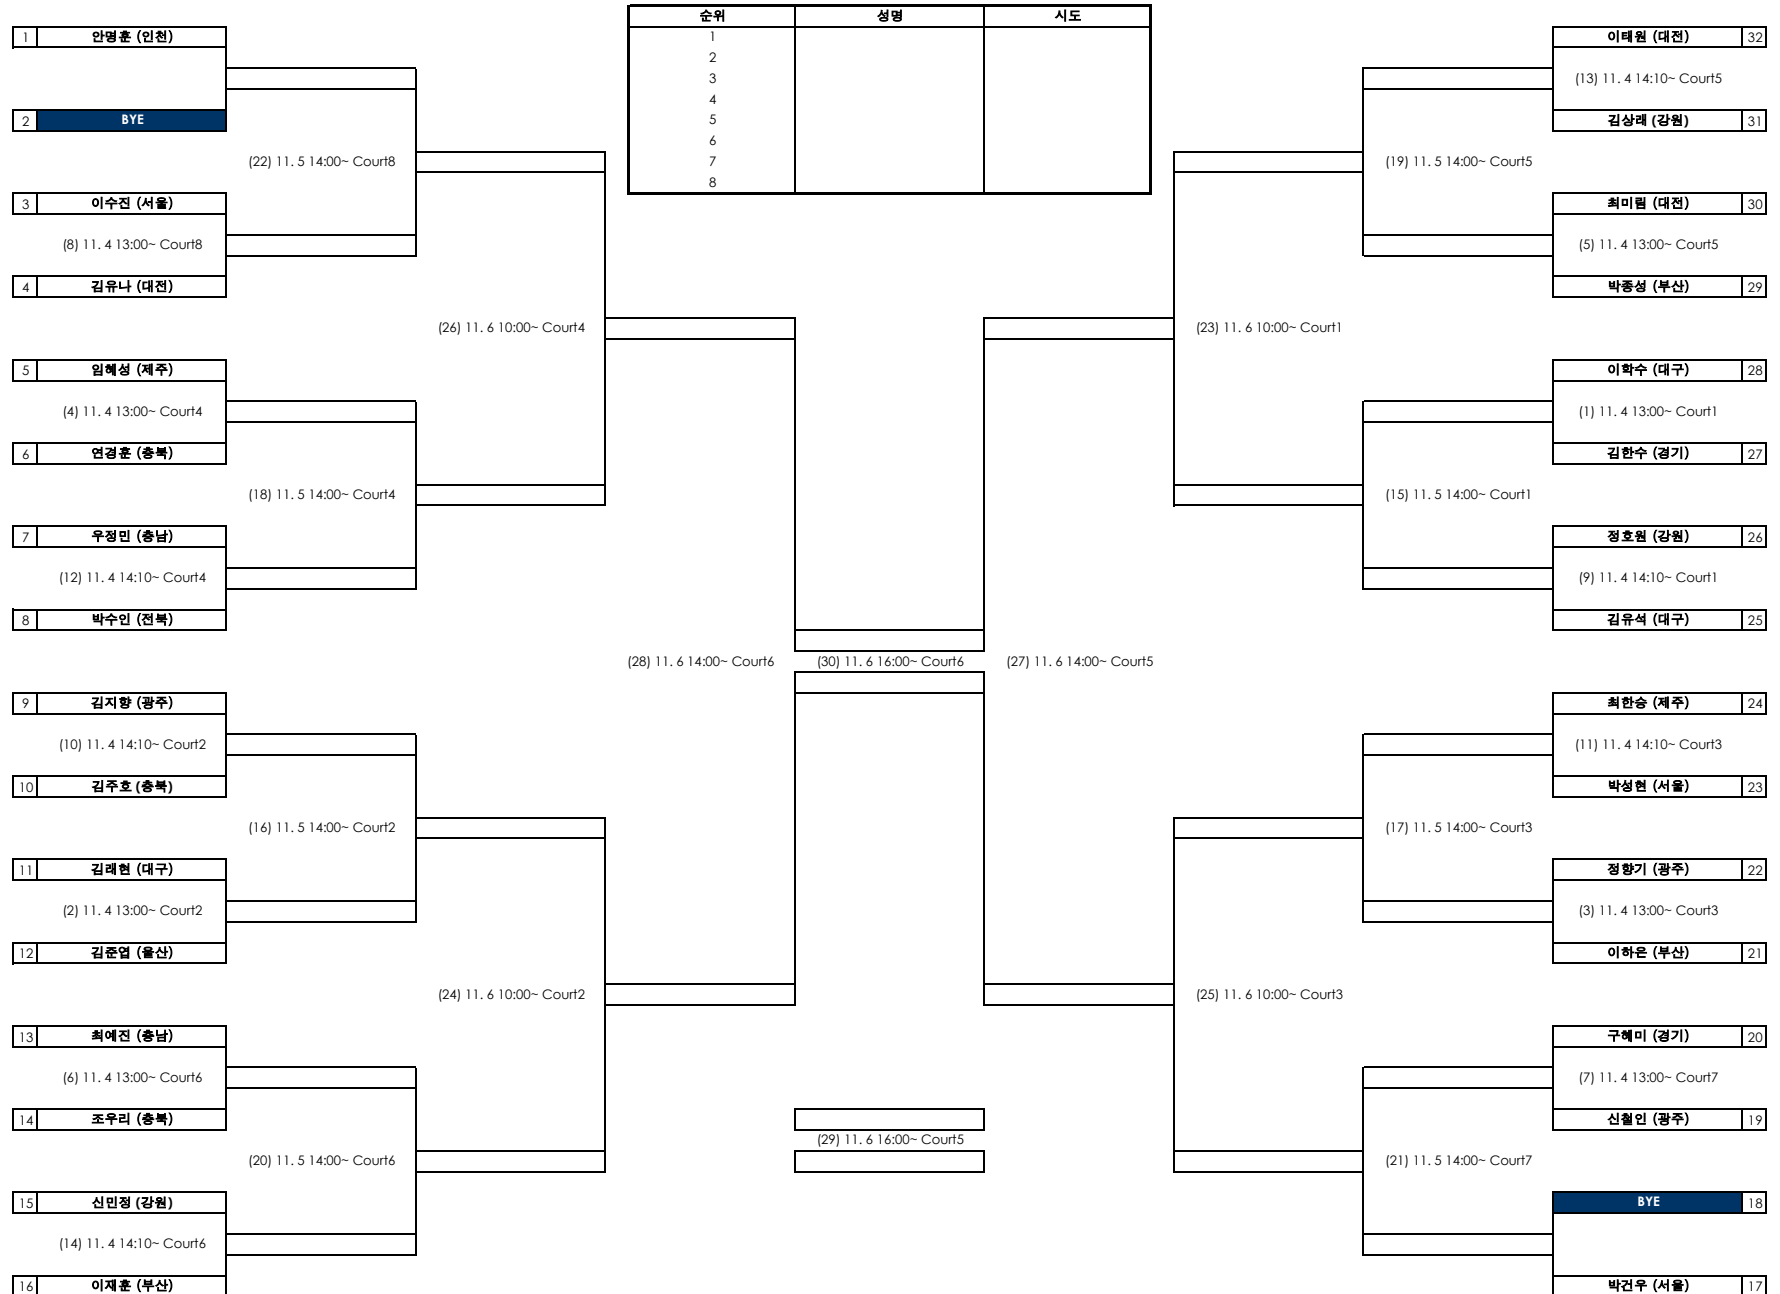 순위 성명 시도
1 안명훈 (인천) 1 이태원 (대전) 32
2
3 (13) 11. 4 14:10~ Court5
4
2 BYE 5 김상래 (강원) 31
6
(22) 11. 5 14:00~ Court8 7 (19) 11. 5 14:00~ Court5
8
3 이수진 (서울) 최미림 (대전) 30
(8) 11. 4 13:00~ Court8 (5) 11. 4 13:00~ Court5
4 김유나 (대전) 박종성 (부산) 29
(26) 11. 6 10:00~ Court4 (23) 11. 6 10:00~ Court1
5 임혜성 (제주) 이학수 (대구) 28
(4) 11. 4 13:00~ Court4 (1) 11. 4 13:00~ Court1
6 연경훈 (충북) 김한수 (경기) 27
(18) 11. 5 14:00~ Court4 (15) 11. 5 14:00~ Court1
7 우정민 (충남) 정호원 (강원) 26
(12) 11. 4 14:10~ Court4 (9) 11. 4 14:10~ Court1
8 박수인 (전북) 김유석 (대구) 25
(28) 11. 6 14:00~ Court6 (30) 11. 6 16:00~ Court6 (27) 11. 6 14:00~ Court5
9 김지향 (광주) 최한승 (제주) 24
(10) 11. 4 14:10~ Court2 (11) 11. 4 14:10~ Court3
10 김주호 (충북) 박성현 (서울) 23
(16) 11. 5 14:00~ Court2 (17) 11. 5 14:00~ Court3
11 김래현 (대구) 정향기 (광주) 22
(2) 11. 4 13:00~ Court2 (3) 11. 4 13:00~ Court3
12 김준엽 (울산) 이하은 (부산) 21
(24) 11. 6 10:00~ Court2 (25) 11. 6 10:00~ Court3
13 최예진 (충남) 구혜미 (경기) 20
(6) 11. 4 13:00~ Court6 (7) 11. 4 13:00~ Court7
14 조우리 (충북) 신철인 (광주) 19
(29) 11. 6 16:00~ Court5
(20) 11. 5 14:00~ Court6 (21) 11. 5 14:00~ Court7
15 신민정 (강원) BYE 18
(14) 11. 4 14:10~ Court6
16 이재훈 (부산) 박건우 (서울) 17